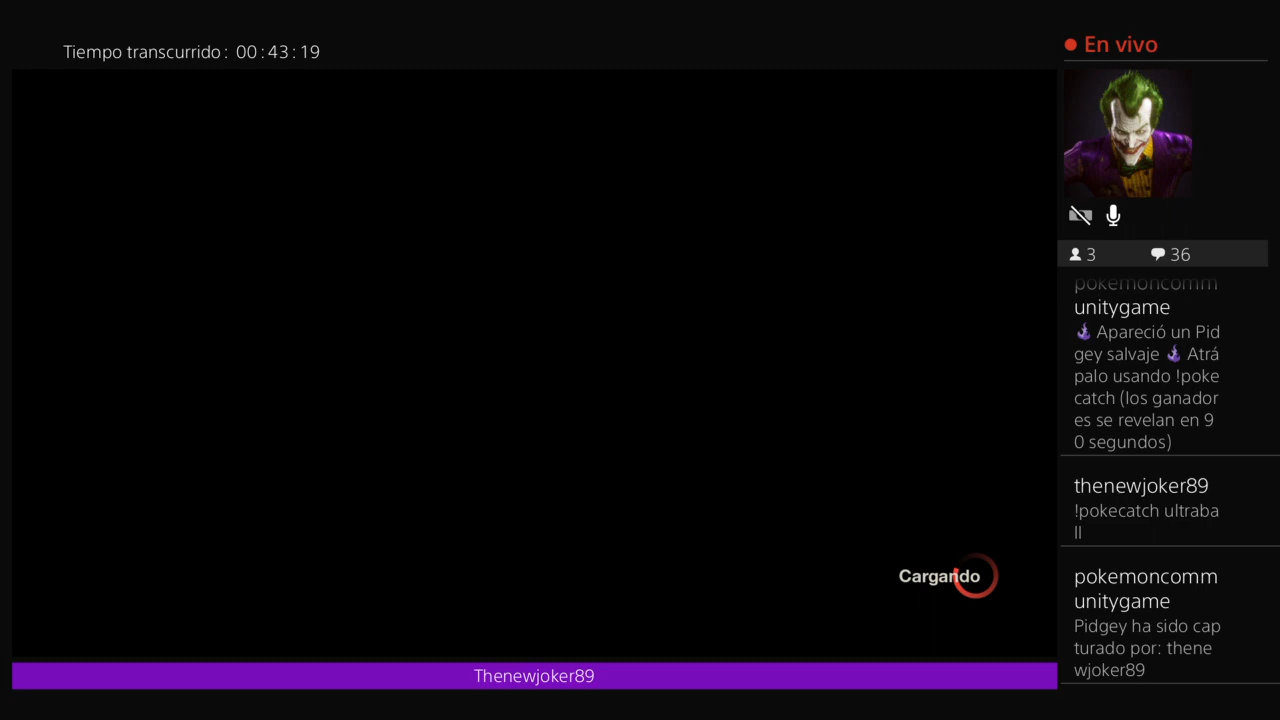 Tiempo transcurrido: 00:43:19
En vivo
3 36
pokemoncomm
unitygame
Apareció un Pid
gey salvaje Atrá
palo usando !poke
catch (los ganador
es se revelan en 9
0 segundos)
thenewjoker89
!pokecatch ultraba
ll
pokemoncomm
unitygame
Pidgey ha sido cap
turado por: thene
wjoker89
Cargando
Thenewjoker89